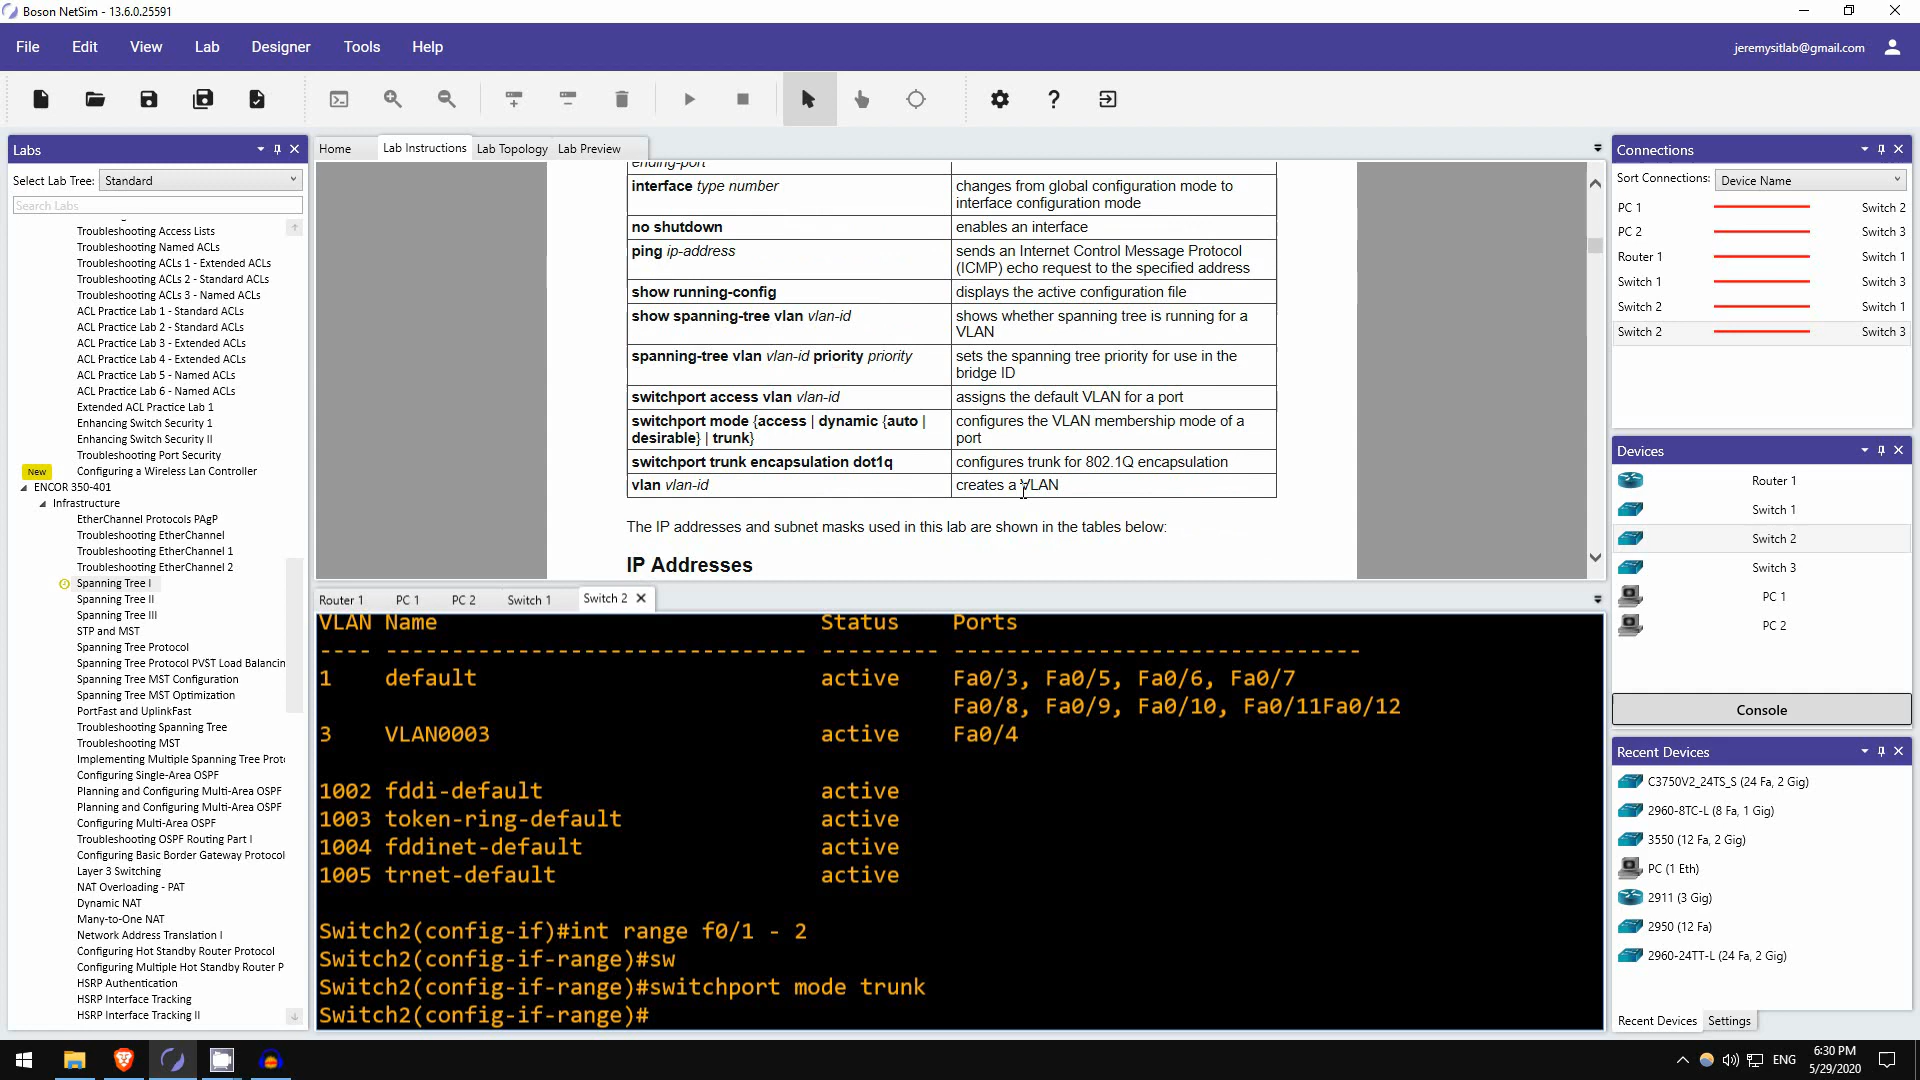 Boson NetSim - 13.6.0.25591
File Edit View Lab Designer Tools Help
jeremysitlab@gmail.com
Labs
Select Lab Tree: Standard
Search Labs
Troubleshooting Access Lists
Troubleshooting Named ACLs
Troubleshooting ACLs 1 - Extended ACLs
Troubleshooting ACLs 2 - Standard ACLs
Troubleshooting ACLs 3 - Named ACLs
ACL Practice Lab 1 - Standard ACLs
ACL Practice Lab 2 - Standard ACLs
ACL Practice Lab 3 - Extended ACLs
ACL Practice Lab 4 - Extended ACLs
ACL Practice Lab 5 - Named ACLs
ACL Practice Lab 6 - Named ACLs
Extended ACL Practice Lab 1
Enhancing Switch Security 1
Enhancing Switch Security II
Troubleshooting Port Security
New Configuring a Wireless Lan Controller
ENCOR 350-401
Infrastructure
EtherChannel Protocols PAgP
Troubleshooting EtherChannel
Troubleshooting EtherChannel 1
Troubleshooting EtherChannel 2
Spanning Tree I
Spanning Tree II
Spanning Tree III
STP and MST
Spanning Tree Protocol
Spanning Tree Protocol PVST Load Balancin
Spanning Tree MST Configuration
Spanning Tree MST Optimization
PortFast and UplinkFast
Troubleshooting Spanning Tree
Troubleshooting MST
Implementing Multiple Spanning Tree Proto
Configuring Single-Area OSPF
Planning and Configuring Multi-Area OSPF
Planning and Configuring Multi-Area OSPF
Configuring Multi-Area OSPF
Troubleshooting OSPF Routing Part I
Configuring Basic Border Gateway Protocol
Layer 3 Switching
NAT Overloading - PAT
Dynamic NAT
Many-to-One NAT
Network Address Translation I
Configuring Hot Standby Router Protocol
Configuring Multiple Hot Standby Router P
HSRP Authentication
HSRP Interface Tracking
HSRP Interface Tracking II
Home Lab Instructions Lab Topology Lab Preview
ending-port
interface type number changes from global configuration mode to
interface configuration mode
no shutdown enables an interface
ping ip-address sends an Internet Control Message Protocol
(ICMP) echo request to the specified address
show running-config displays the active configuration file
show spanning-tree vlan vlan-id shows whether spanning tree is running for a
VLAN
spanning-tree vlan vlan-id priority priority sets the spanning tree priority for use in the
bridge ID
switchport access vlan vlan-id assigns the default VLAN for a port
switchport mode {access | dynamic {auto | configures the VLAN membership mode of a
desirable} | trunk} port
switchport trunk encapsulation dot1q configures trunk for 802.1Q encapsulation
vlan vlan-id creates a VLAN
The IP addresses and subnet masks used in this lab are shown in the tables below:
IP Addresses
Router 1 PC 1 PC 2 Switch 1 Switch 2
VLAN Name Status Ports
---- -------------------------------- --------- -------------------------------
1 default active Fa0/3, Fa0/5, Fa0/6, Fa0/7
Fa0/8, Fa0/9, Fa0/10, Fa0/11Fa0/12
3 VLAN0003 active Fa0/4
1002 fddi-default active
1003 token-ring-default active
1004 fddinet-default active
1005 trnet-default active
Switch2(config-if)#int range f0/1 - 2
Switch2(config-if-range)#sw
Switch2(config-if-range)#switchport mode trunk
Switch2(config-if-range)#
Connections
Sort Connections: Device Name
PC 1 Switch 2
PC 2 Switch 3
Router 1 Switch 1
Switch 1 Switch 3
Switch 2 Switch 1
Switch 2 Switch 3
Devices
Router 1
Switch 1
Switch 2
Switch 3
PC 1
PC 2
Console
Recent Devices
C3750V2_24TS_S (24 Fa, 2 Gig)
2960-8TC-L (8 Fa, 1 Gig)
3550 (12 Fa, 2 Gig)
PC (1 Eth)
2911 (3 Gig)
2950 (12 Fa)
2960-24TT-L (24 Fa, 2 Gig)
Recent Devices Settings
ENG
6:30 PM
5/29/2020